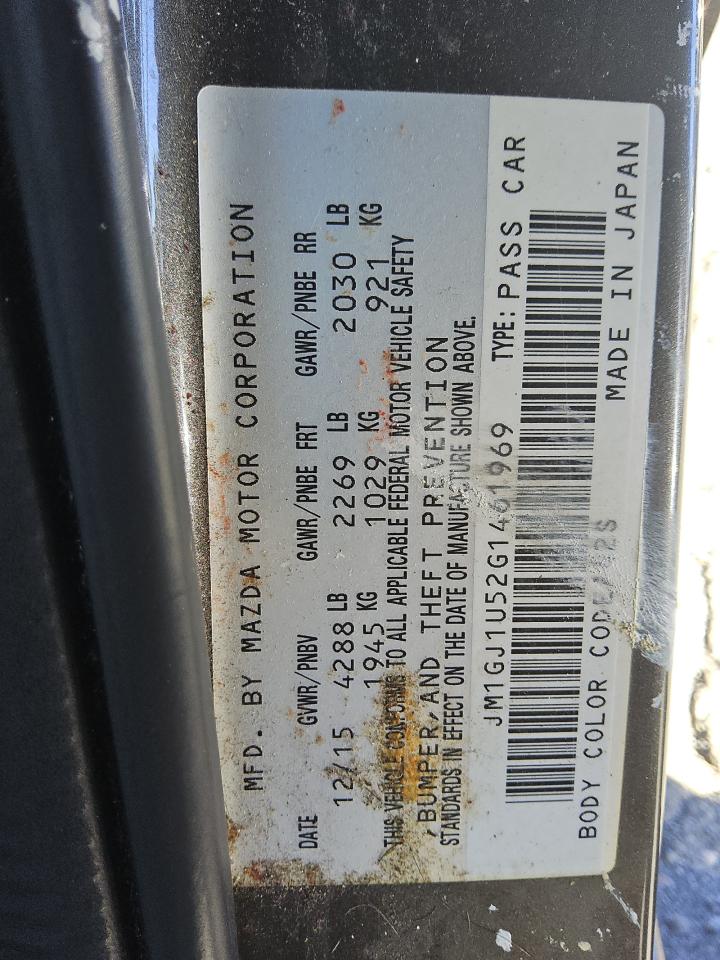 MFD. BY MAZDA MOTOR CORPORATION
DATE GVWR/PNBV GAWR/PNBE FRT GAWR/PNBE RR
12/15 4288 LB 2269 LB 2030 LB
1945 KG 1029 KG 921 KG
THIS VEHICLE CONFORMS TO ALL APPLICABLE FEDERAL MOTOR VEHICLE SAFETY
,BUMPER, AND THEFT PREVENTION
STANDARDS IN EFFECT ON THE DATE OF MANUFACTURE SHOWN ABOVE.
JM1GJ1U52G1461969 TYPE: PASS CAR
BODY COLOR CODE/ MADE IN JAPAN